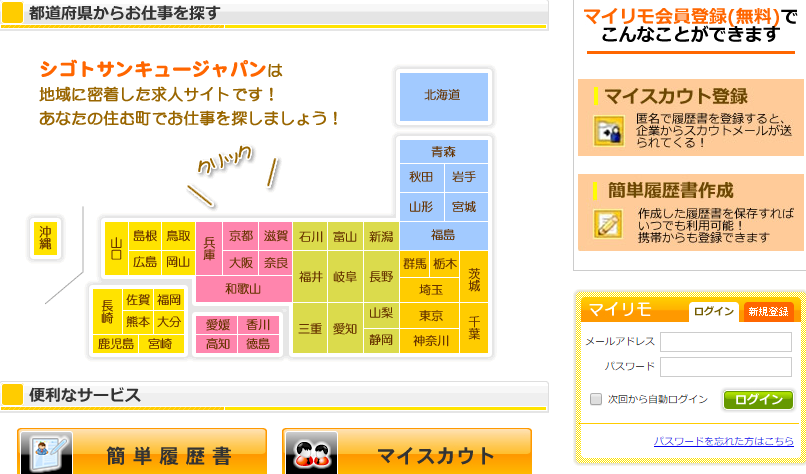 都道府県からお仕事を探す
シゴトサンキュージャパンは
地域に密着した求人サイトです！
あなたの住む町でお仕事を探しましょう！
クリック
北海道
青森
秋田 岩手
山形 宮城
福島
沖縄
山口 島根 鳥取 兵庫 京都 滋賀 石川 富山 新潟
広島 岡山 大阪 奈良 福井 岐阜 長野 群馬 栃木 茨城
和歌山 埼玉
長崎 佐賀 福岡
熊本 大分
鹿児島 宮崎
愛媛 香川
高知 徳島
三重 愛知 山梨 東京 千葉
静岡 神奈川
便利なサービス
簡単履歴書 マイスカウト
マイリモ会員登録(無料)で
こんなことができます
マイスカウト登録
匿名で履歴書を登録すると、
企業からスカウトメールが送
られてくる！
簡単履歴書作成
作成した履歴書を保存すれば
いつでも利用可能！
携帯からも登録できます
マイリモ ログイン 新規登録
メールアドレス
パスワード
次回から自動ログイン ログイン
パスワードを忘れた方はこちら